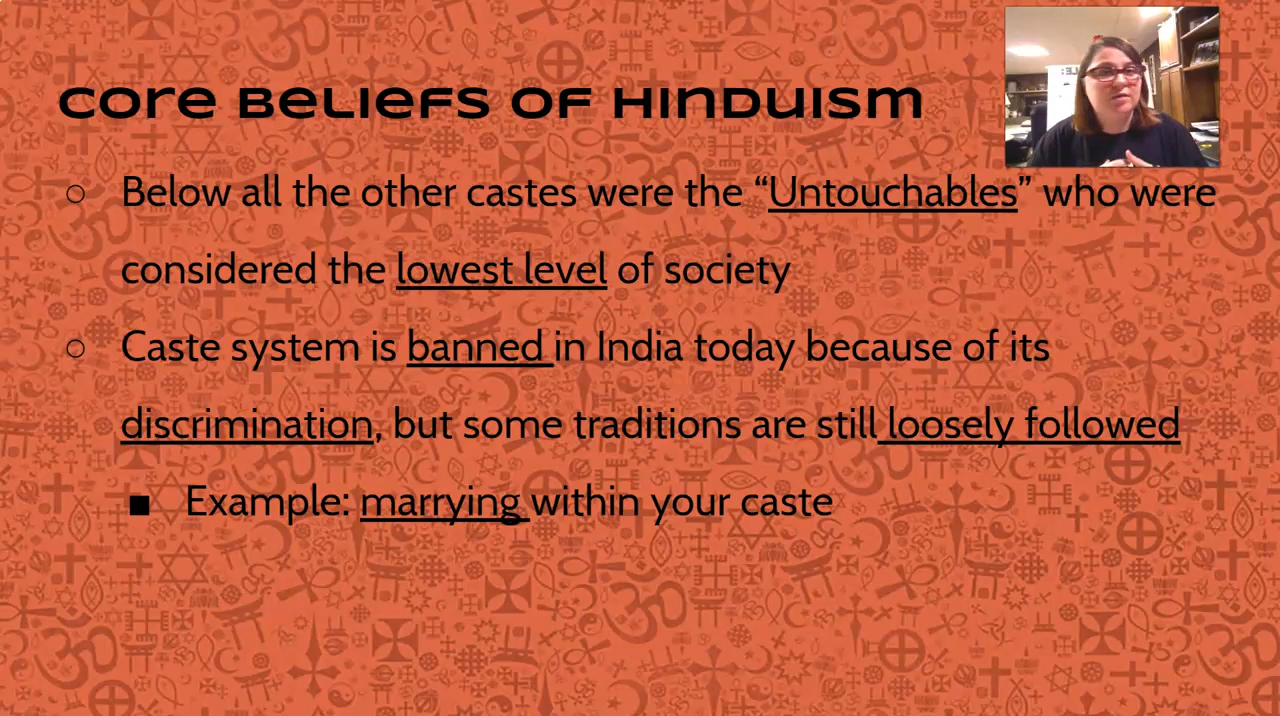 Core Beliefs of Hinduism
○ Below all the other castes were the “Untouchables” who were
considered the lowest level of society
○ Caste system is banned in India today because of its
discrimination, but some traditions are still loosely followed
■ Example: marrying within your caste